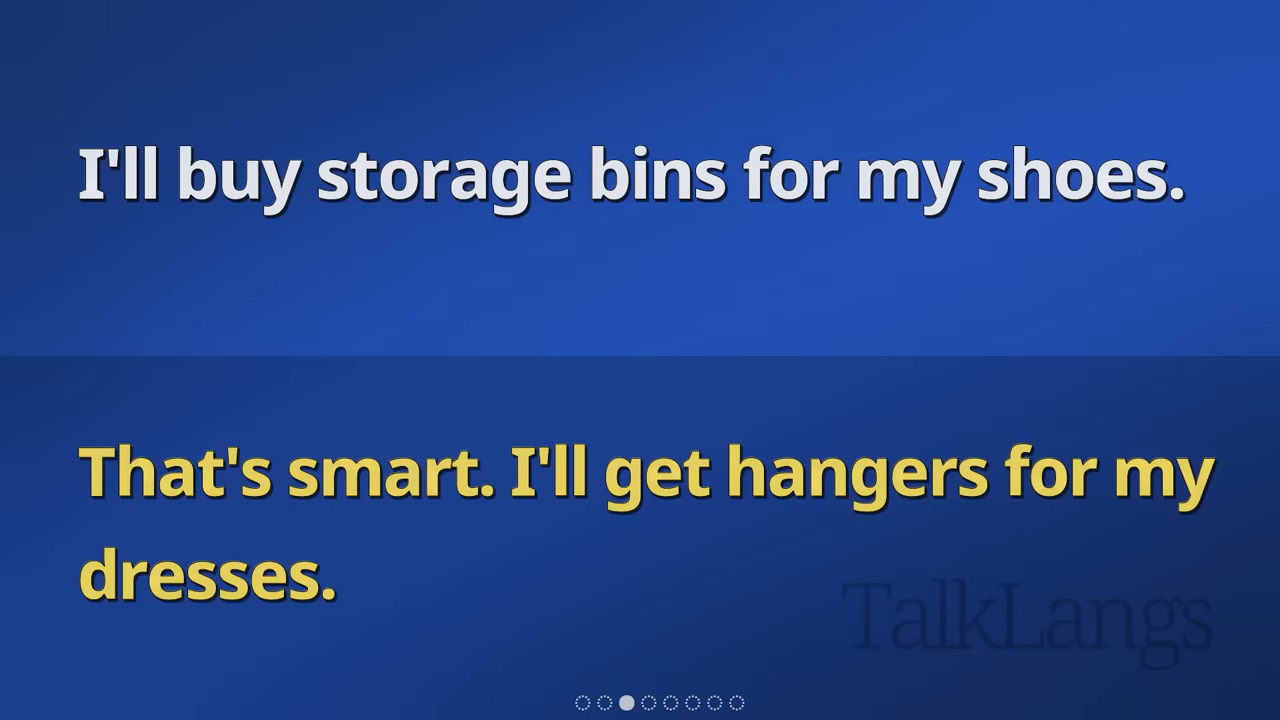 I'll buy storage bins for my shoes.
That's smart. I'll get hangers for my
dresses.
TalkLangs